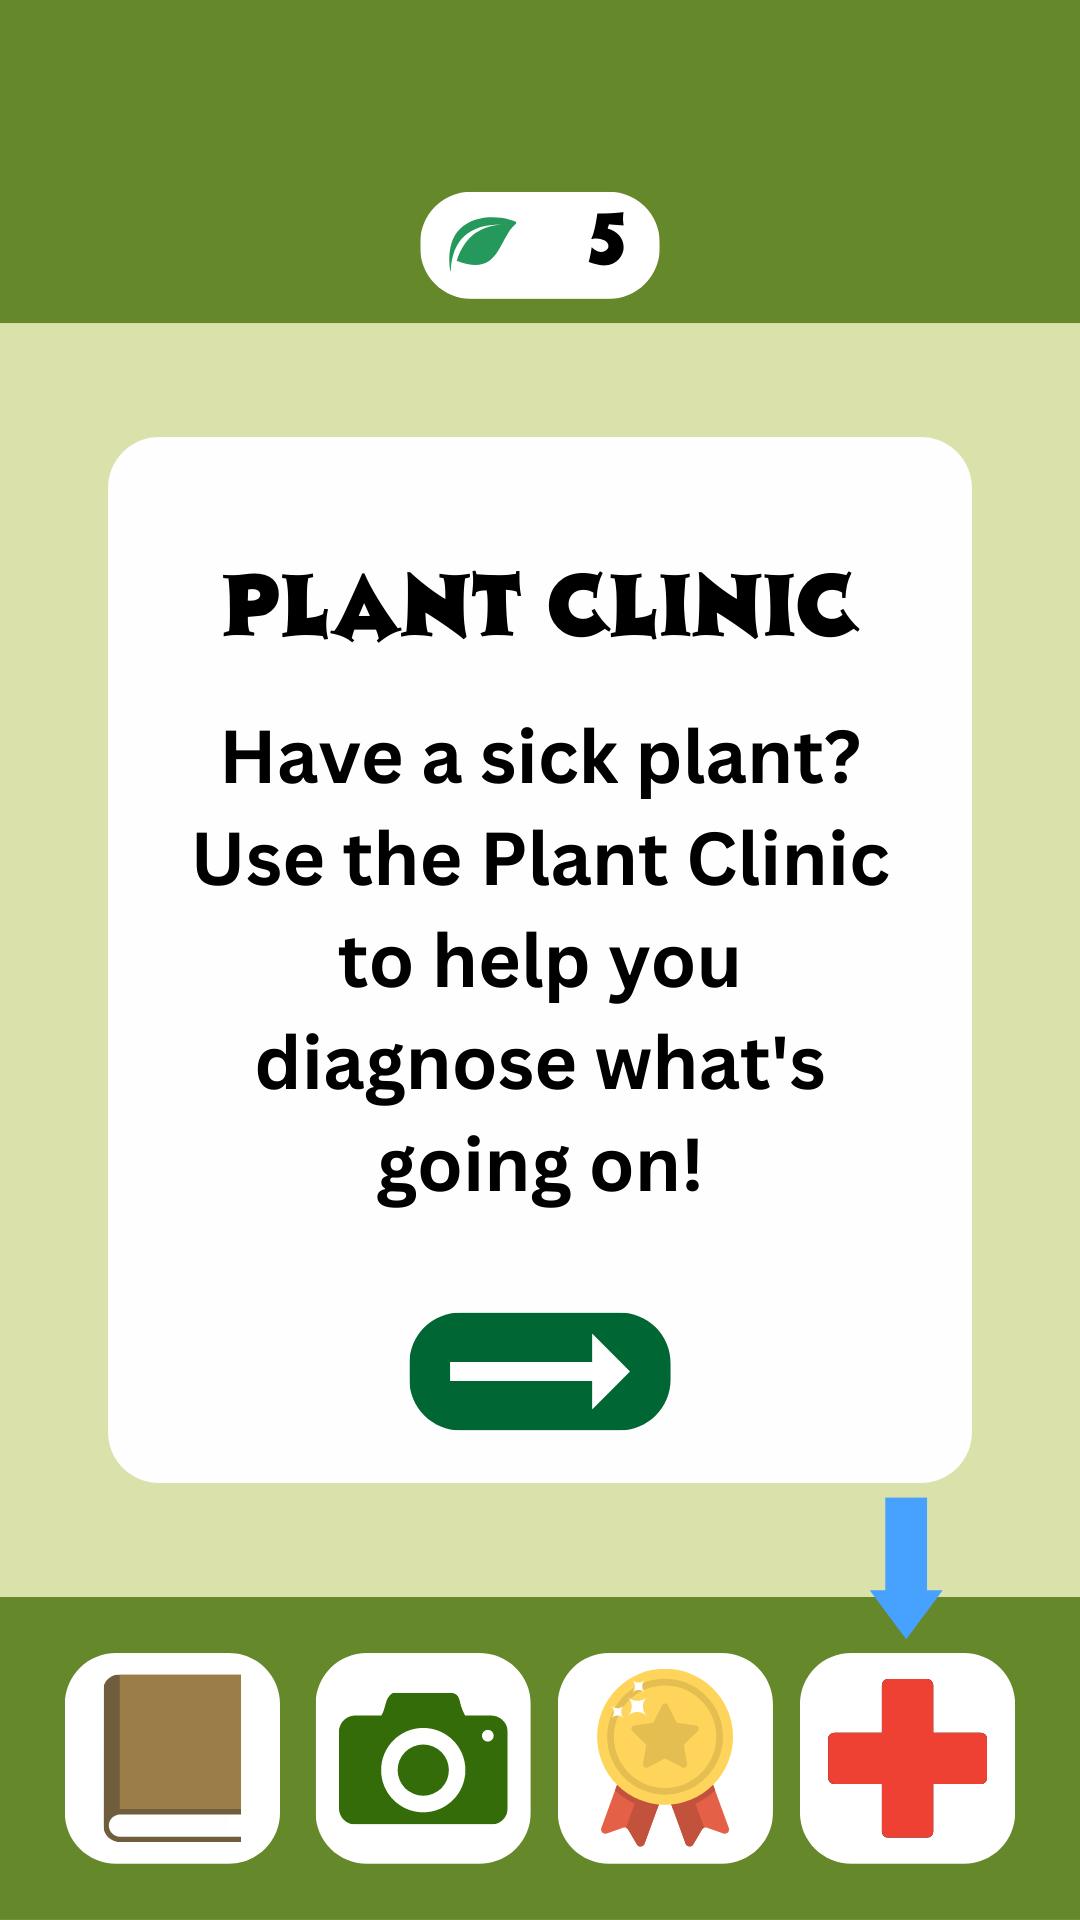 5
PLANT CLINIC
Have a sick plant?
Use the Plant Clinic
to help you
diagnose what's
going on!